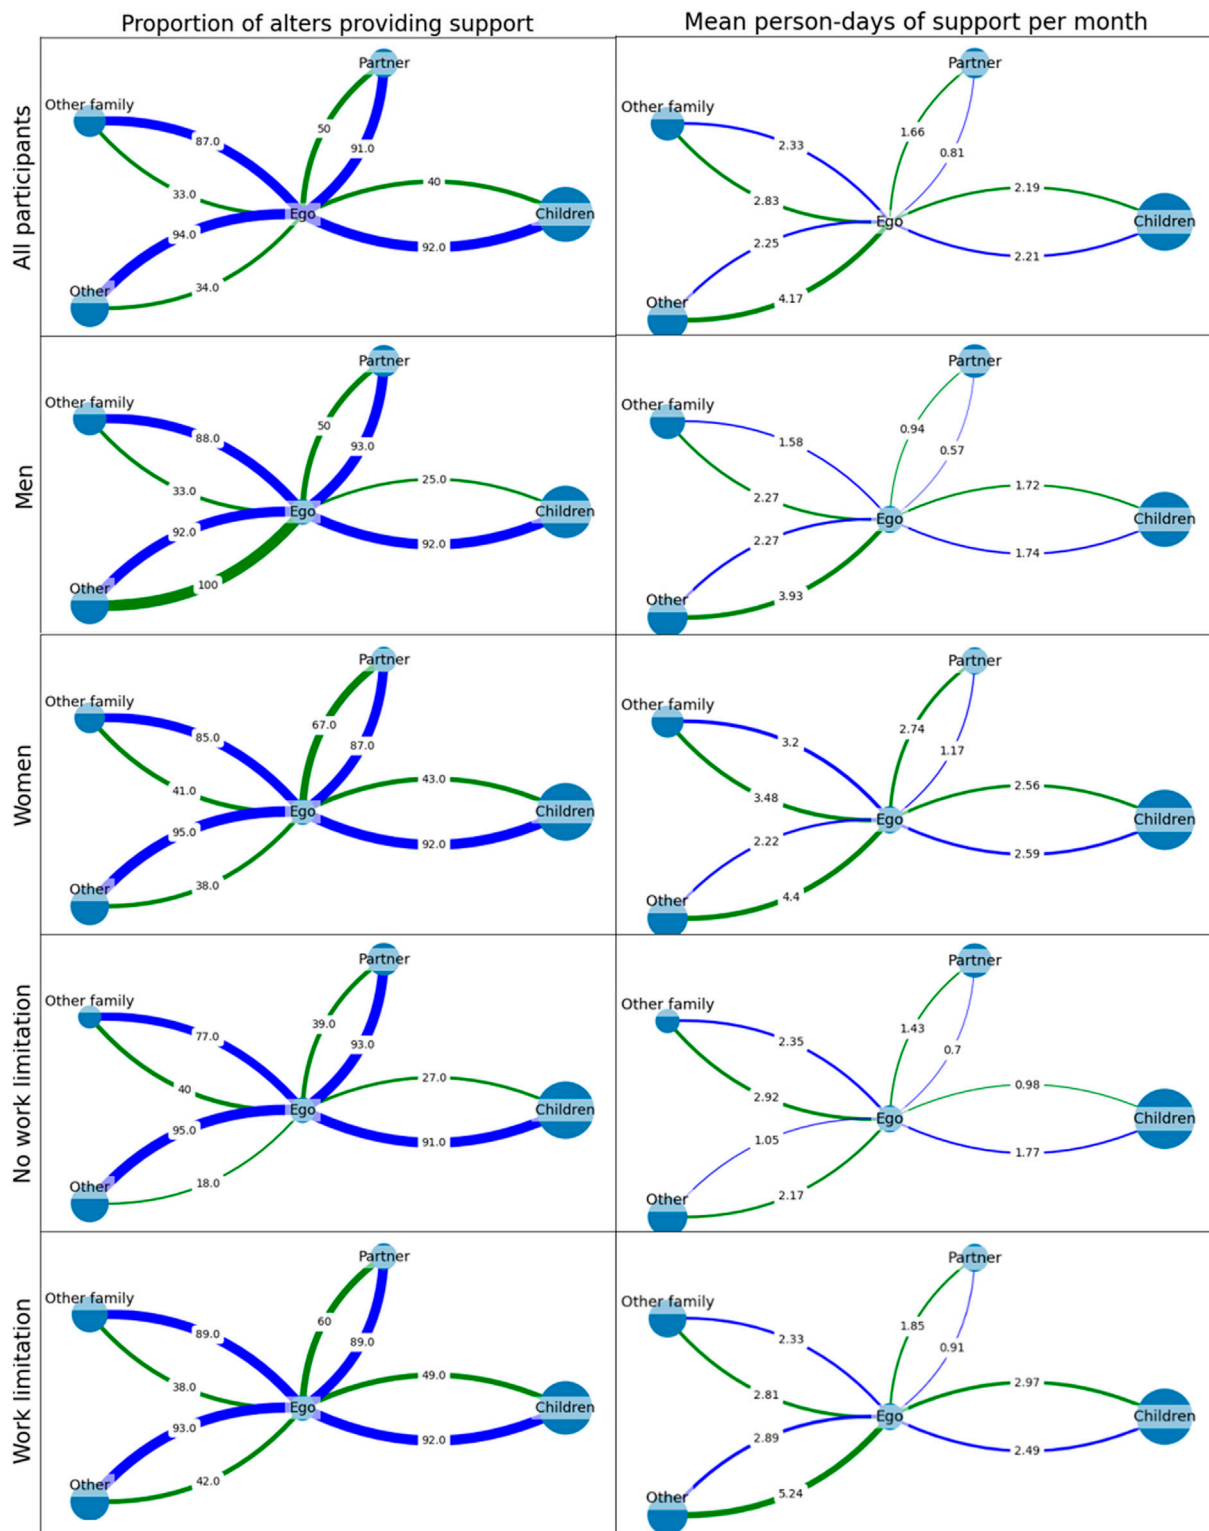 Proportion of alters providing support
Mean person-days of support per month
All participants
Partner
Other family
50
87.0
91.0
40
33.0
Ego
Children
94.0
92.0
34.0
Other
Partner
Other family
1.66
2.33
0.81
2.19
2.83
Ego
Children
2.25
2.21
4.17
Other
Men
Partner
Other family
50
88.0
93.0
25.0
33.0
Ego
Children
92.0
92.0
100
Other
Partner
Other family
0.94
1.58
0.57
1.72
2.27
Ego
Children
2.27
1.74
3.93
Other
Women
Partner
Other family
67.0
85.0
87.0
43.0
41.0
Ego
Children
95.0
92.0
38.0
Other
Partner
Other family
2.74
3.2
1.17
2.56
3.48
Ego
Children
2.22
2.59
4.4
Other
No work limitation
Partner
Other family
39.0
77.0
93.0
27.0
40
Ego
Children
95.0
91.0
18.0
Other
Partner
Other family
1.43
2.35
0.7
0.98
2.92
Ego
Children
1.05
1.77
2.17
Other
Work limitation
Partner
Other family
60
89.0
89.0
49.0
38.0
Ego
Children
93.0
92.0
42.0
Other
Partner
Other family
1.85
2.33
0.91
2.97
2.81
Ego
Children
2.89
2.49
5.24
Other